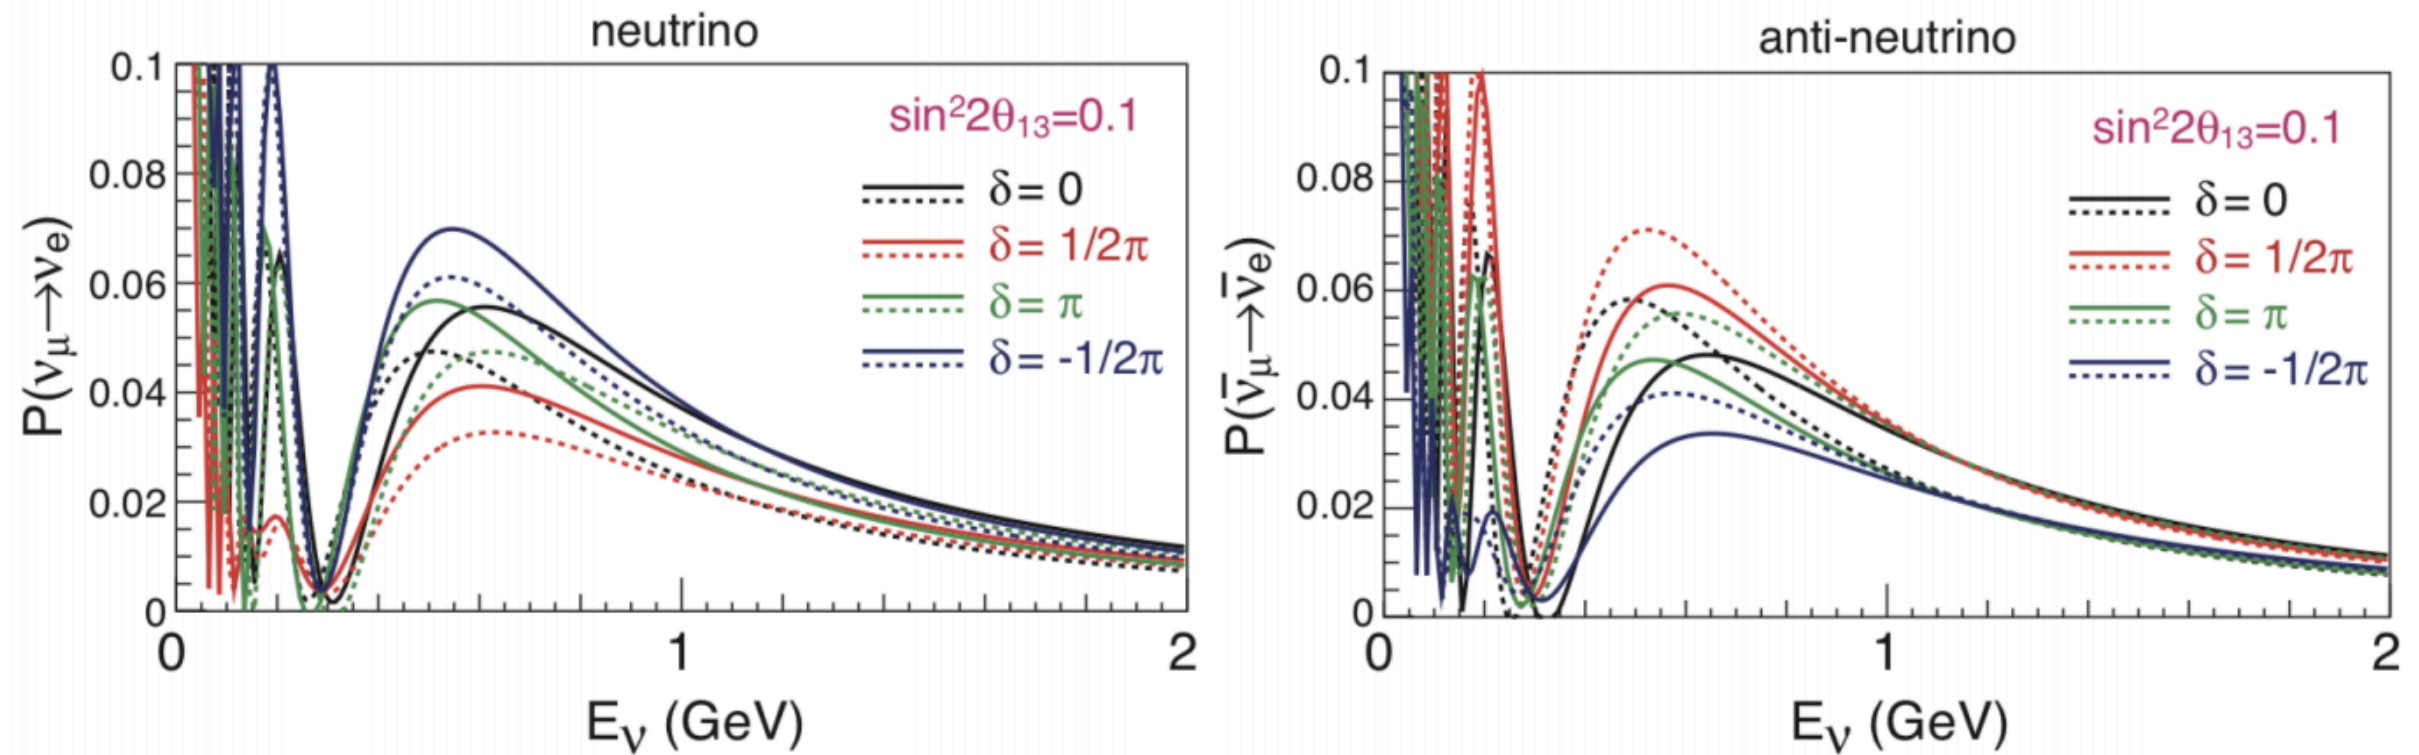 neutrino
0.1
0.08
0.06
0.04
0.02
0
0
1
2
P(νμ→νe)
Eν (GeV)
sin²2θ₁₃=0.1
δ= 0
δ= 1/2π
δ= π
δ= -1/2π
anti-neutrino
0.1
0.08
0.06
0.04
0.02
0
0
1
2
P(ν̄μ→ν̄e)
Eν (GeV)
sin²2θ₁₃=0.1
δ= 0
δ= 1/2π
δ= π
δ= -1/2π